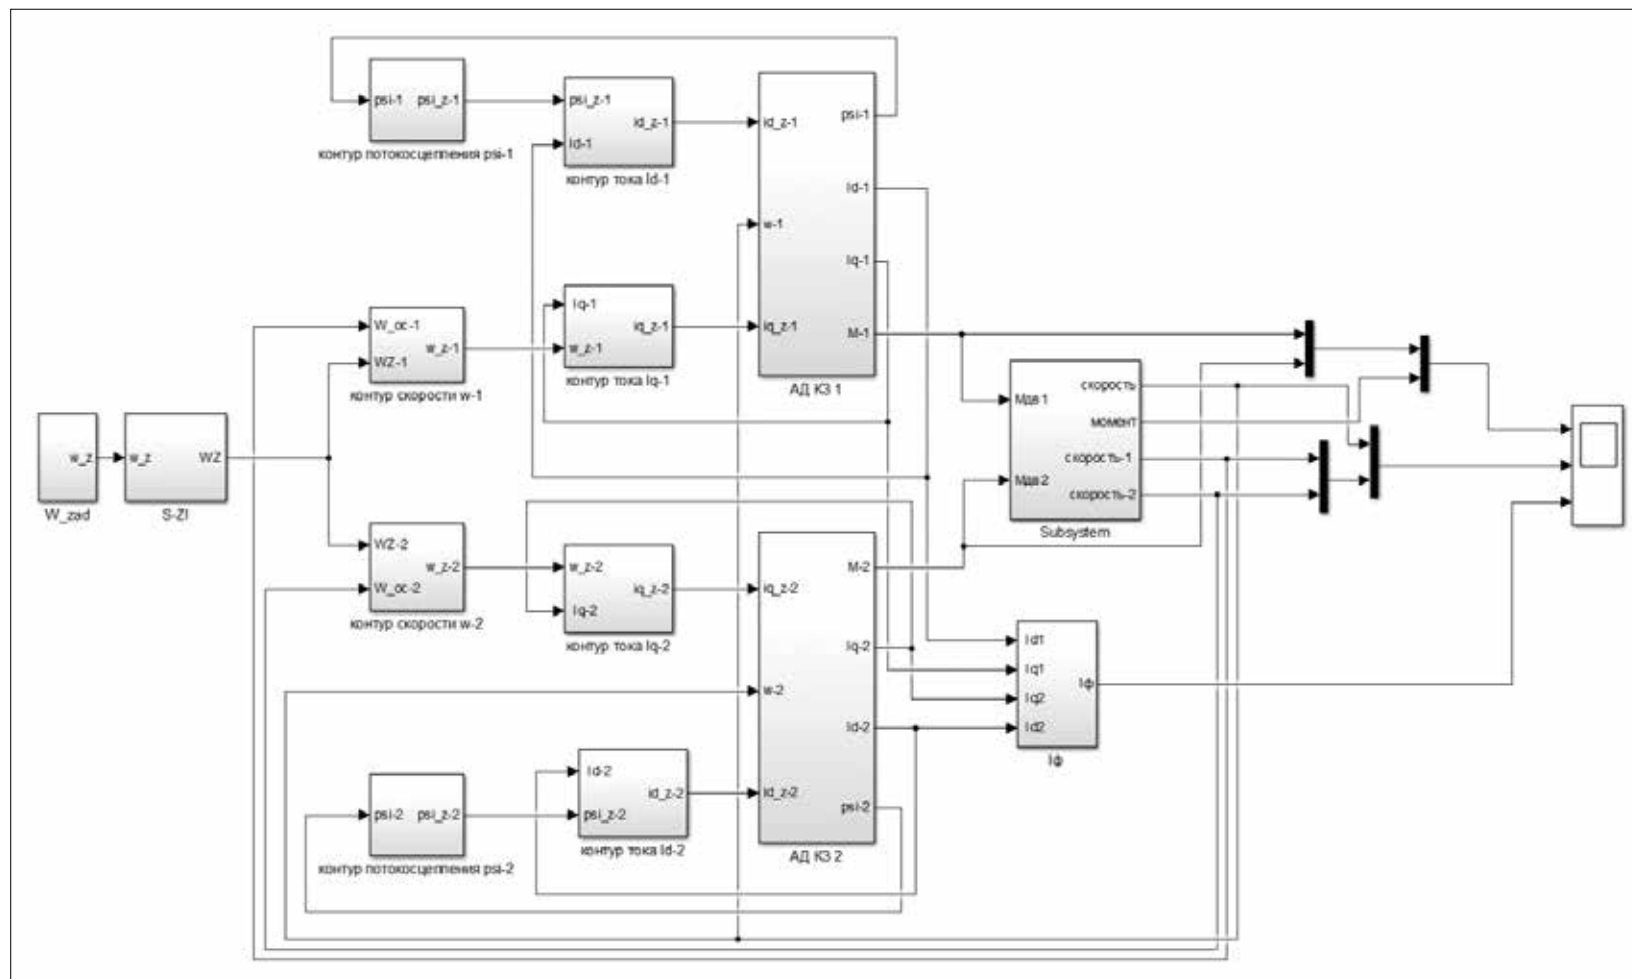 psi-1 psi_z-1
контур потокосцепления psi-1
psi_z-1
Id-1
id_z-1
контур тока Id-1
id_z-1
w-1
iq_z-1
psi-1
Id-1
Iq-1
M-1
АД КЗ 1
W_ос-1
WZ-1
w_z-1
контур скорости w-1
Iq-1
w_z-1
iq_z-1
контур тока Iq-1
w_z
W_zad
w_z WZ
S-ZI
Мдв1
Мдв2
скорость
момент
скорость-1
скорость-2
Subsystem
WZ-2
W_ос-2
w_z-2
контур скорости w-2
w_z-2
Iq-2
iq_z-2
контур тока Iq-2
iq_z-2
w-2
id_z-2
M-2
Iq-2
Id-2
psi-2
АД КЗ 2
Id1
Iq1
Iq2
Id2
Iф
Iф
psi-2 psi_z-2
контур потокосцепления psi-2
Id-2
psi_z-2
id_z-2
контур тока Id-2